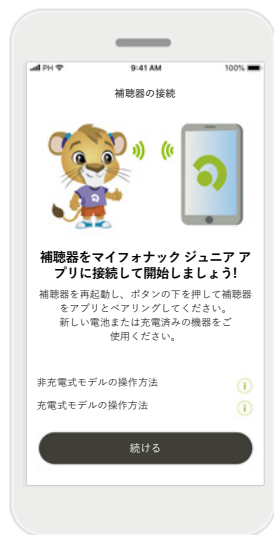 PH 9:41 AM 100%
補聴器の接続
補聴器をマイフォナック ジュニア ア
プリに接続して開始しましょう!
補聴器を再起動し、ボタンの下を押して補聴器
をアプリとペアリングしてください。
新しい電池または充電済みの機器をご
使用ください。
非充電式モデルの操作方法
充電式モデルの操作方法
続ける